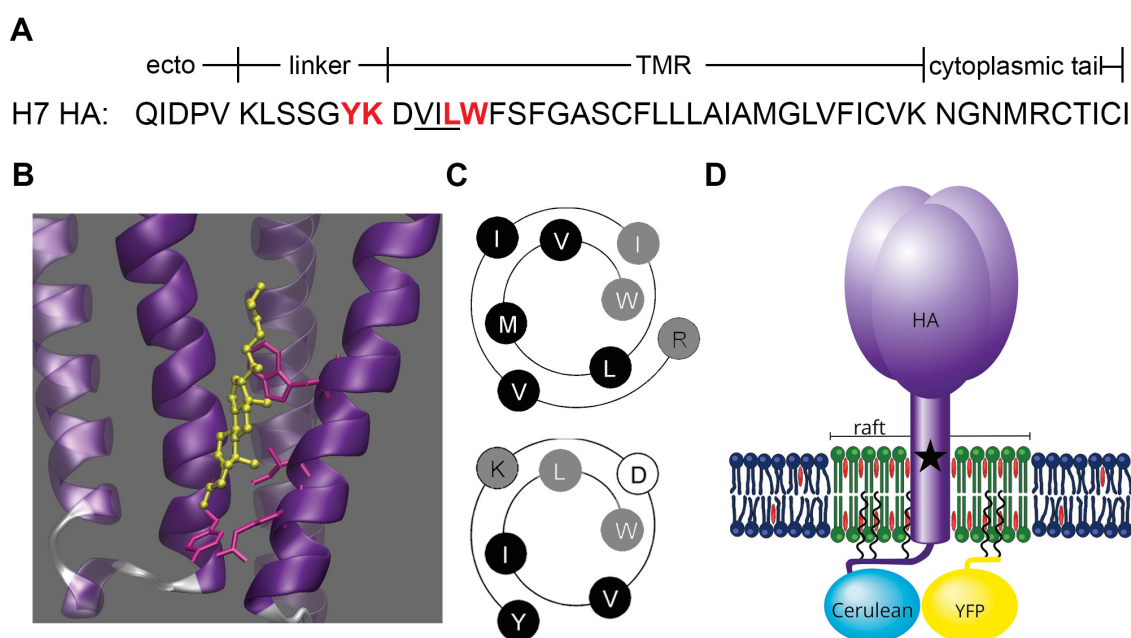 A
ecto linker TMR cytoplasmic tail
H7 HA: QIDPV KLSSGYK DVILWFSFGASCFLLLAIAMGLVFICVK NGNMRCTICI
B
C
I V I
W
M
R
L
V
K L D
W
I
V
Y
D
HA
raft
Cerulean YFP